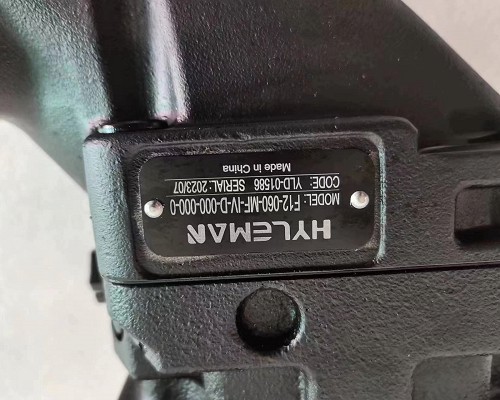 HYLEMAN
MODEL: F12-060-MF-IV-D-000-000-0
CODE: YLD-01586 SERIAL: 2023/07
Made in China